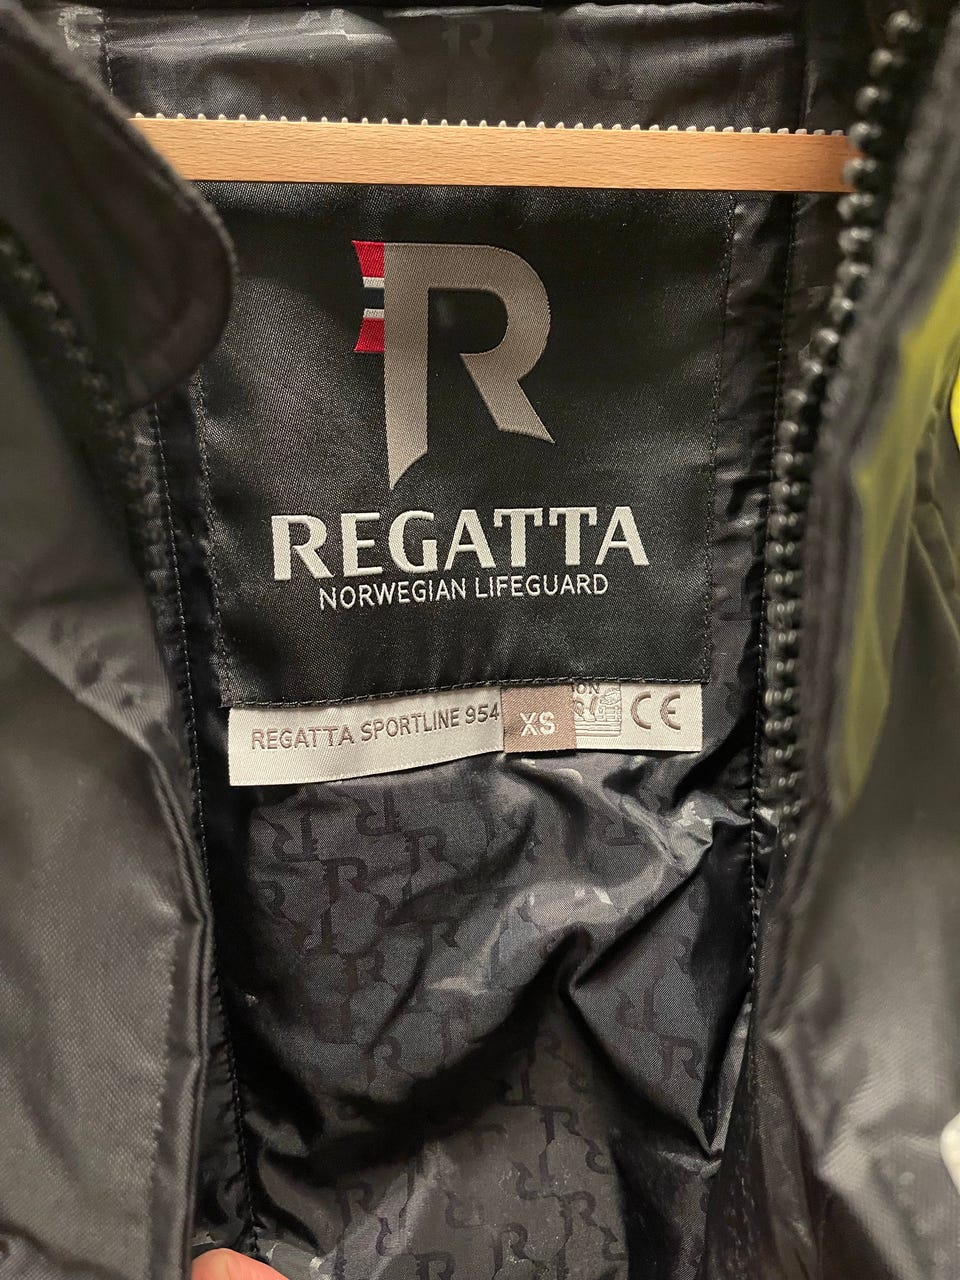 R
REGATTA
NORWEGIAN LIFEGUARD
REGATTA SPORTLINE 954 XS CE